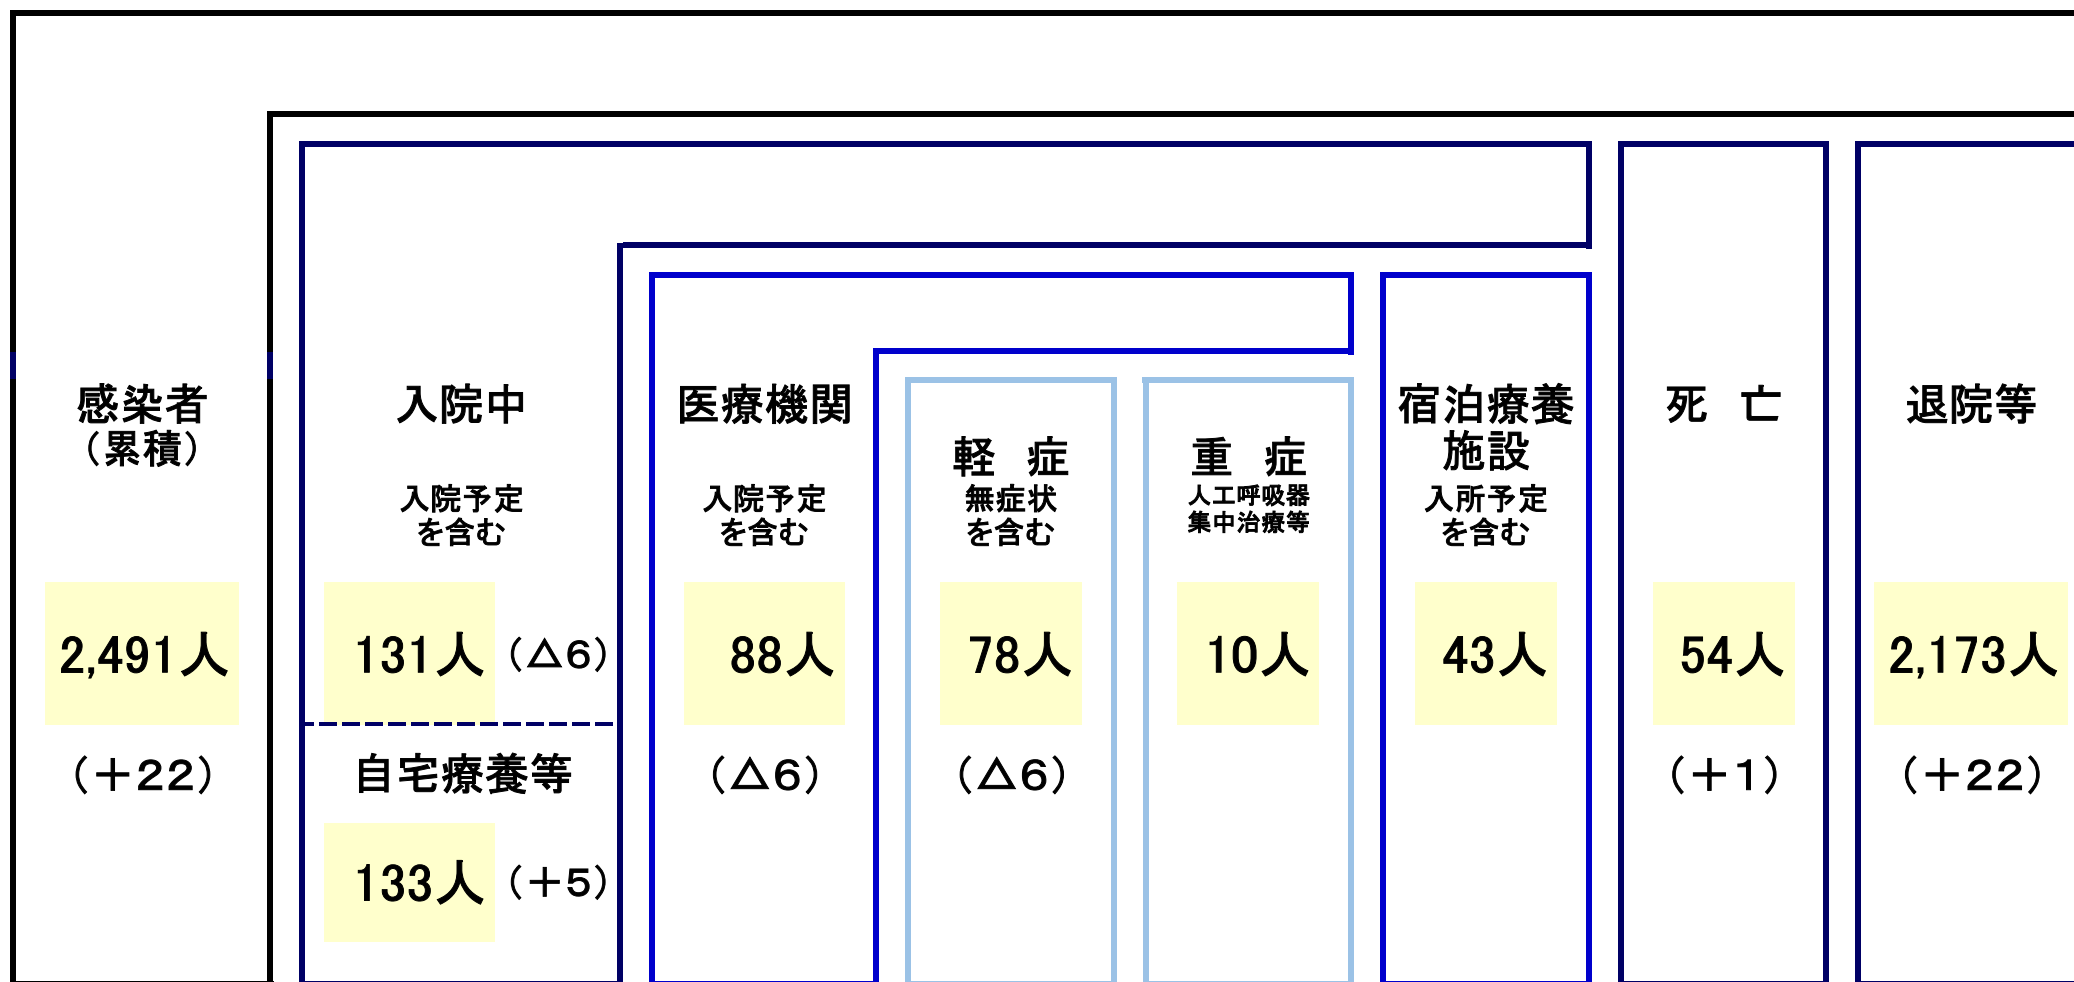 感染者
（累積）
2,491人
（＋22）
入院中
入院予定
を含む
131人（△6）
自宅療養等
133人（＋5）
医療機関
入院予定
を含む
88人
（△6）
軽　症
無症状
を含む
78人
（△6）
重　症
人工呼吸器
集中治療等
10人
宿泊療養
施設
入所予定
を含む
43人
死　亡
54人
（＋1）
退院等
2,173人
（＋22）